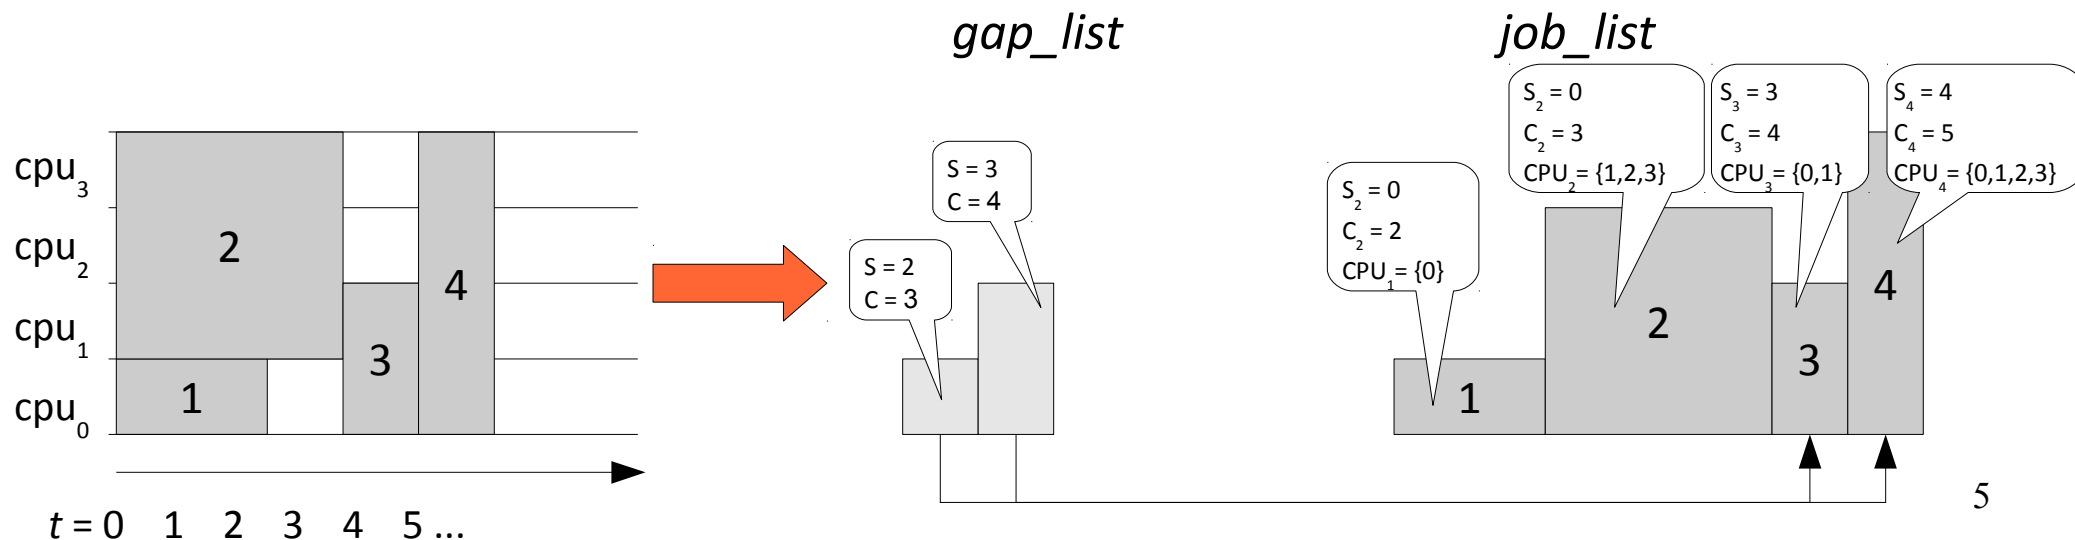 gap_list
job_list
cpu₃
cpu₂
cpu₁
cpu₀
2
1
3
4
t = 0 1 2 3 4 5 ...
S = 2
C = 3
S = 3
C = 4
S₂ = 0
C₂ = 2
CPU₁ = {0}
S₂ = 0
C₂ = 3
CPU₂ = {1,2,3}
S₃ = 3
C₃ = 4
CPU₃ = {0,1}
S₄ = 4
C₄ = 5
CPU₄ = {0,1,2,3}
1
2
3
4
5